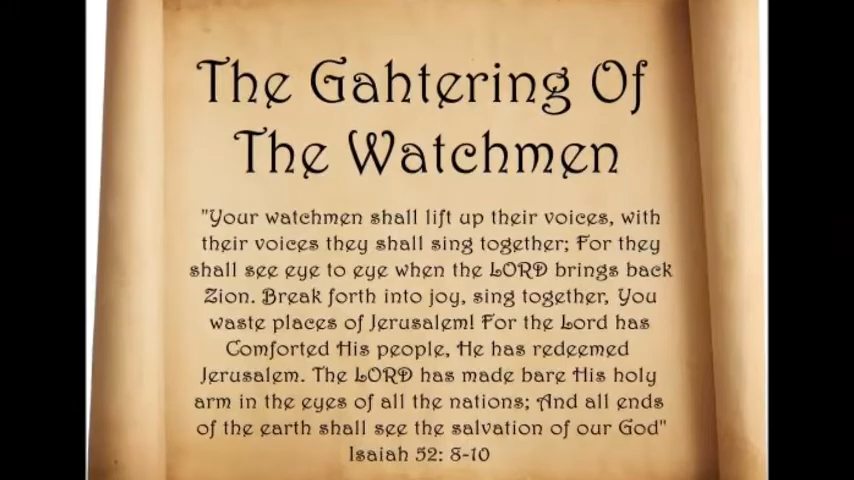 The Gahtering Of
The Watchmen
"Your watchmen shall lift up their voices, with
their voices they shall sing together; For they
shall see eye to eye when the LORD brings back
Zion. Break forth into joy, sing together, You
waste places of Jerusalem! For the Lord has
Comforted His people, He has redeemed
Jerusalem. The LORD has made bare His holy
arm in the eyes of all the nations; And all ends
of the earth shall see the salvation of our God"
Isaiah 52: 8-10